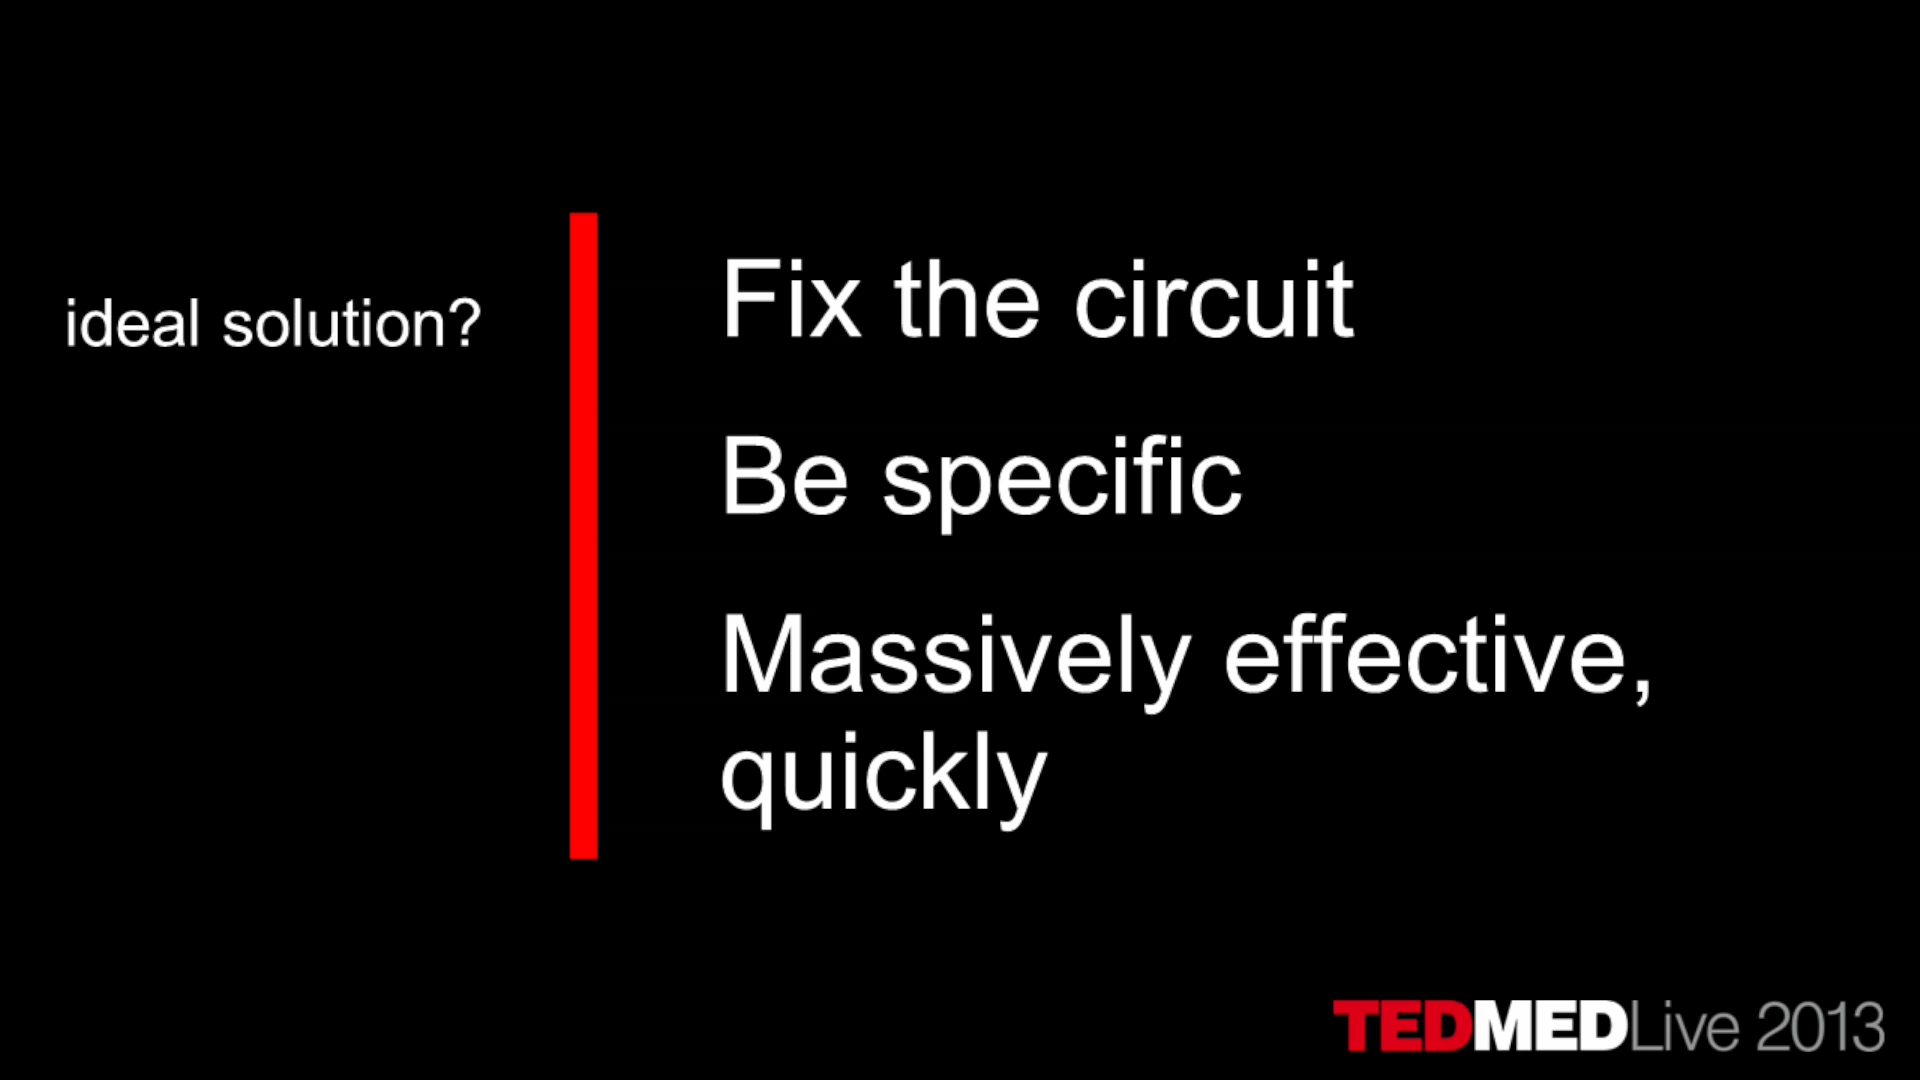 ideal solution?
Fix the circuit
Be specific
Massively effective,
quickly
TEDMEDLive 2013